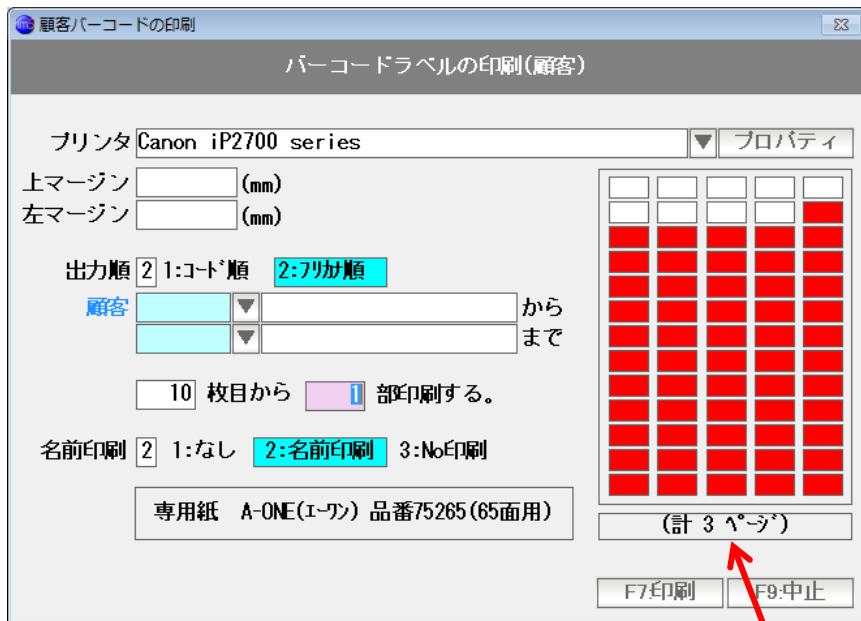 顧客バーコードの印刷
バーコードラベルの印刷(顧客)
プリンタ Canon iP2700 series プロパティ
上マージン (mm)
左マージン (mm)
出力順 2 1:コード順 2:フリガナ順
顧客 から
まで
10 枚目から 1 部印刷する。
名前印刷 2 1:なし 2:名前印刷 3:No印刷
専用紙 A-ONE(エーワン) 品番75265(65面用)
(計 3 ページ)
F7:印刷 F9:中止